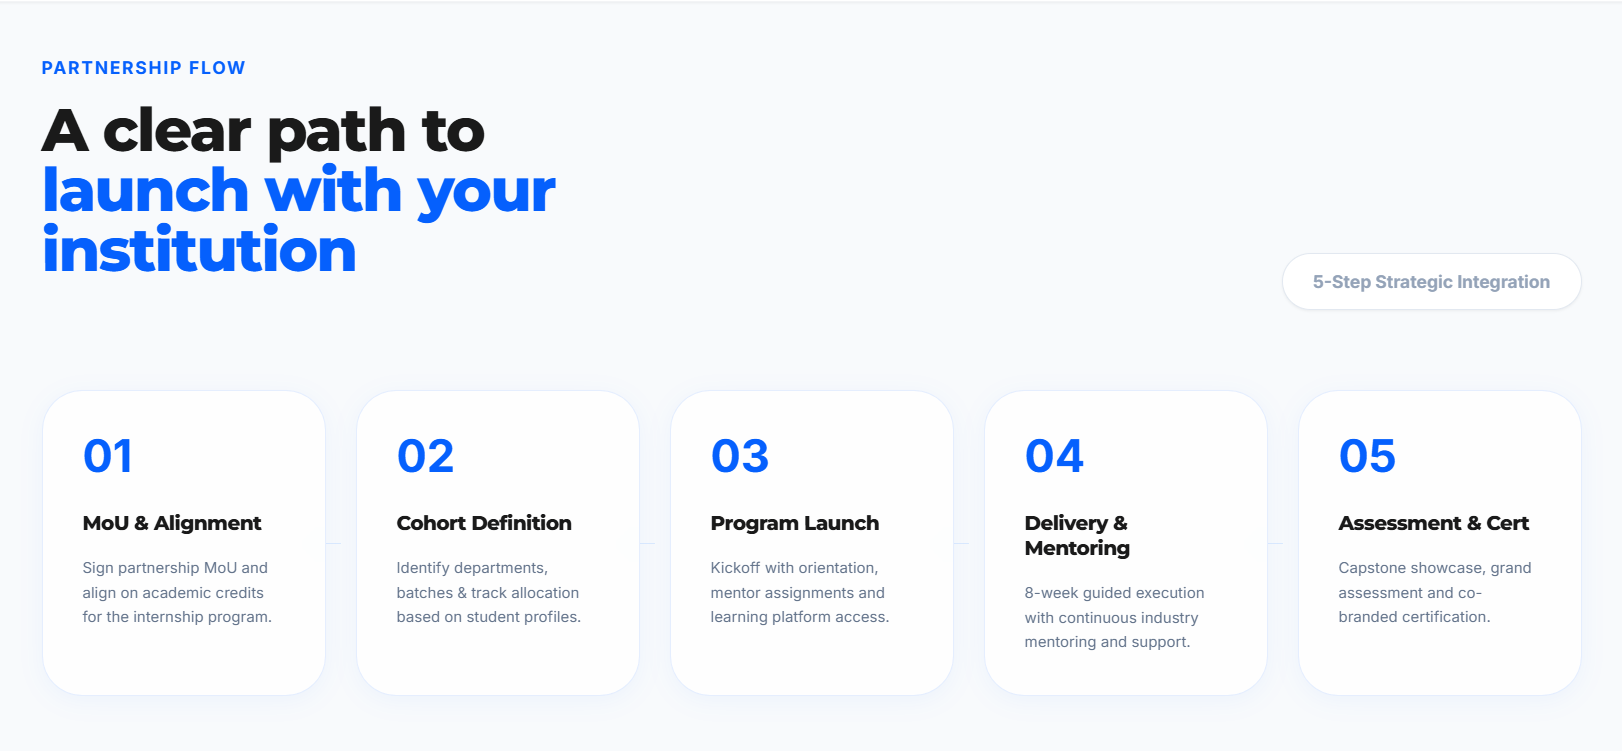 PARTNERSHIP FLOW
A clear path to
launch with your
institution
5-Step Strategic Integration
01
MoU & Alignment
Sign partnership MoU and
align on academic credits
for the internship program.
02
Cohort Definition
Identify departments,
batches & track allocation
based on student profiles.
03
Program Launch
Kickoff with orientation,
mentor assignments and
learning platform access.
04
Delivery &
Mentoring
8-week guided execution
with continuous industry
mentoring and support.
05
Assessment & Cert
Capstone showcase, grand
assessment and co-
branded certification.